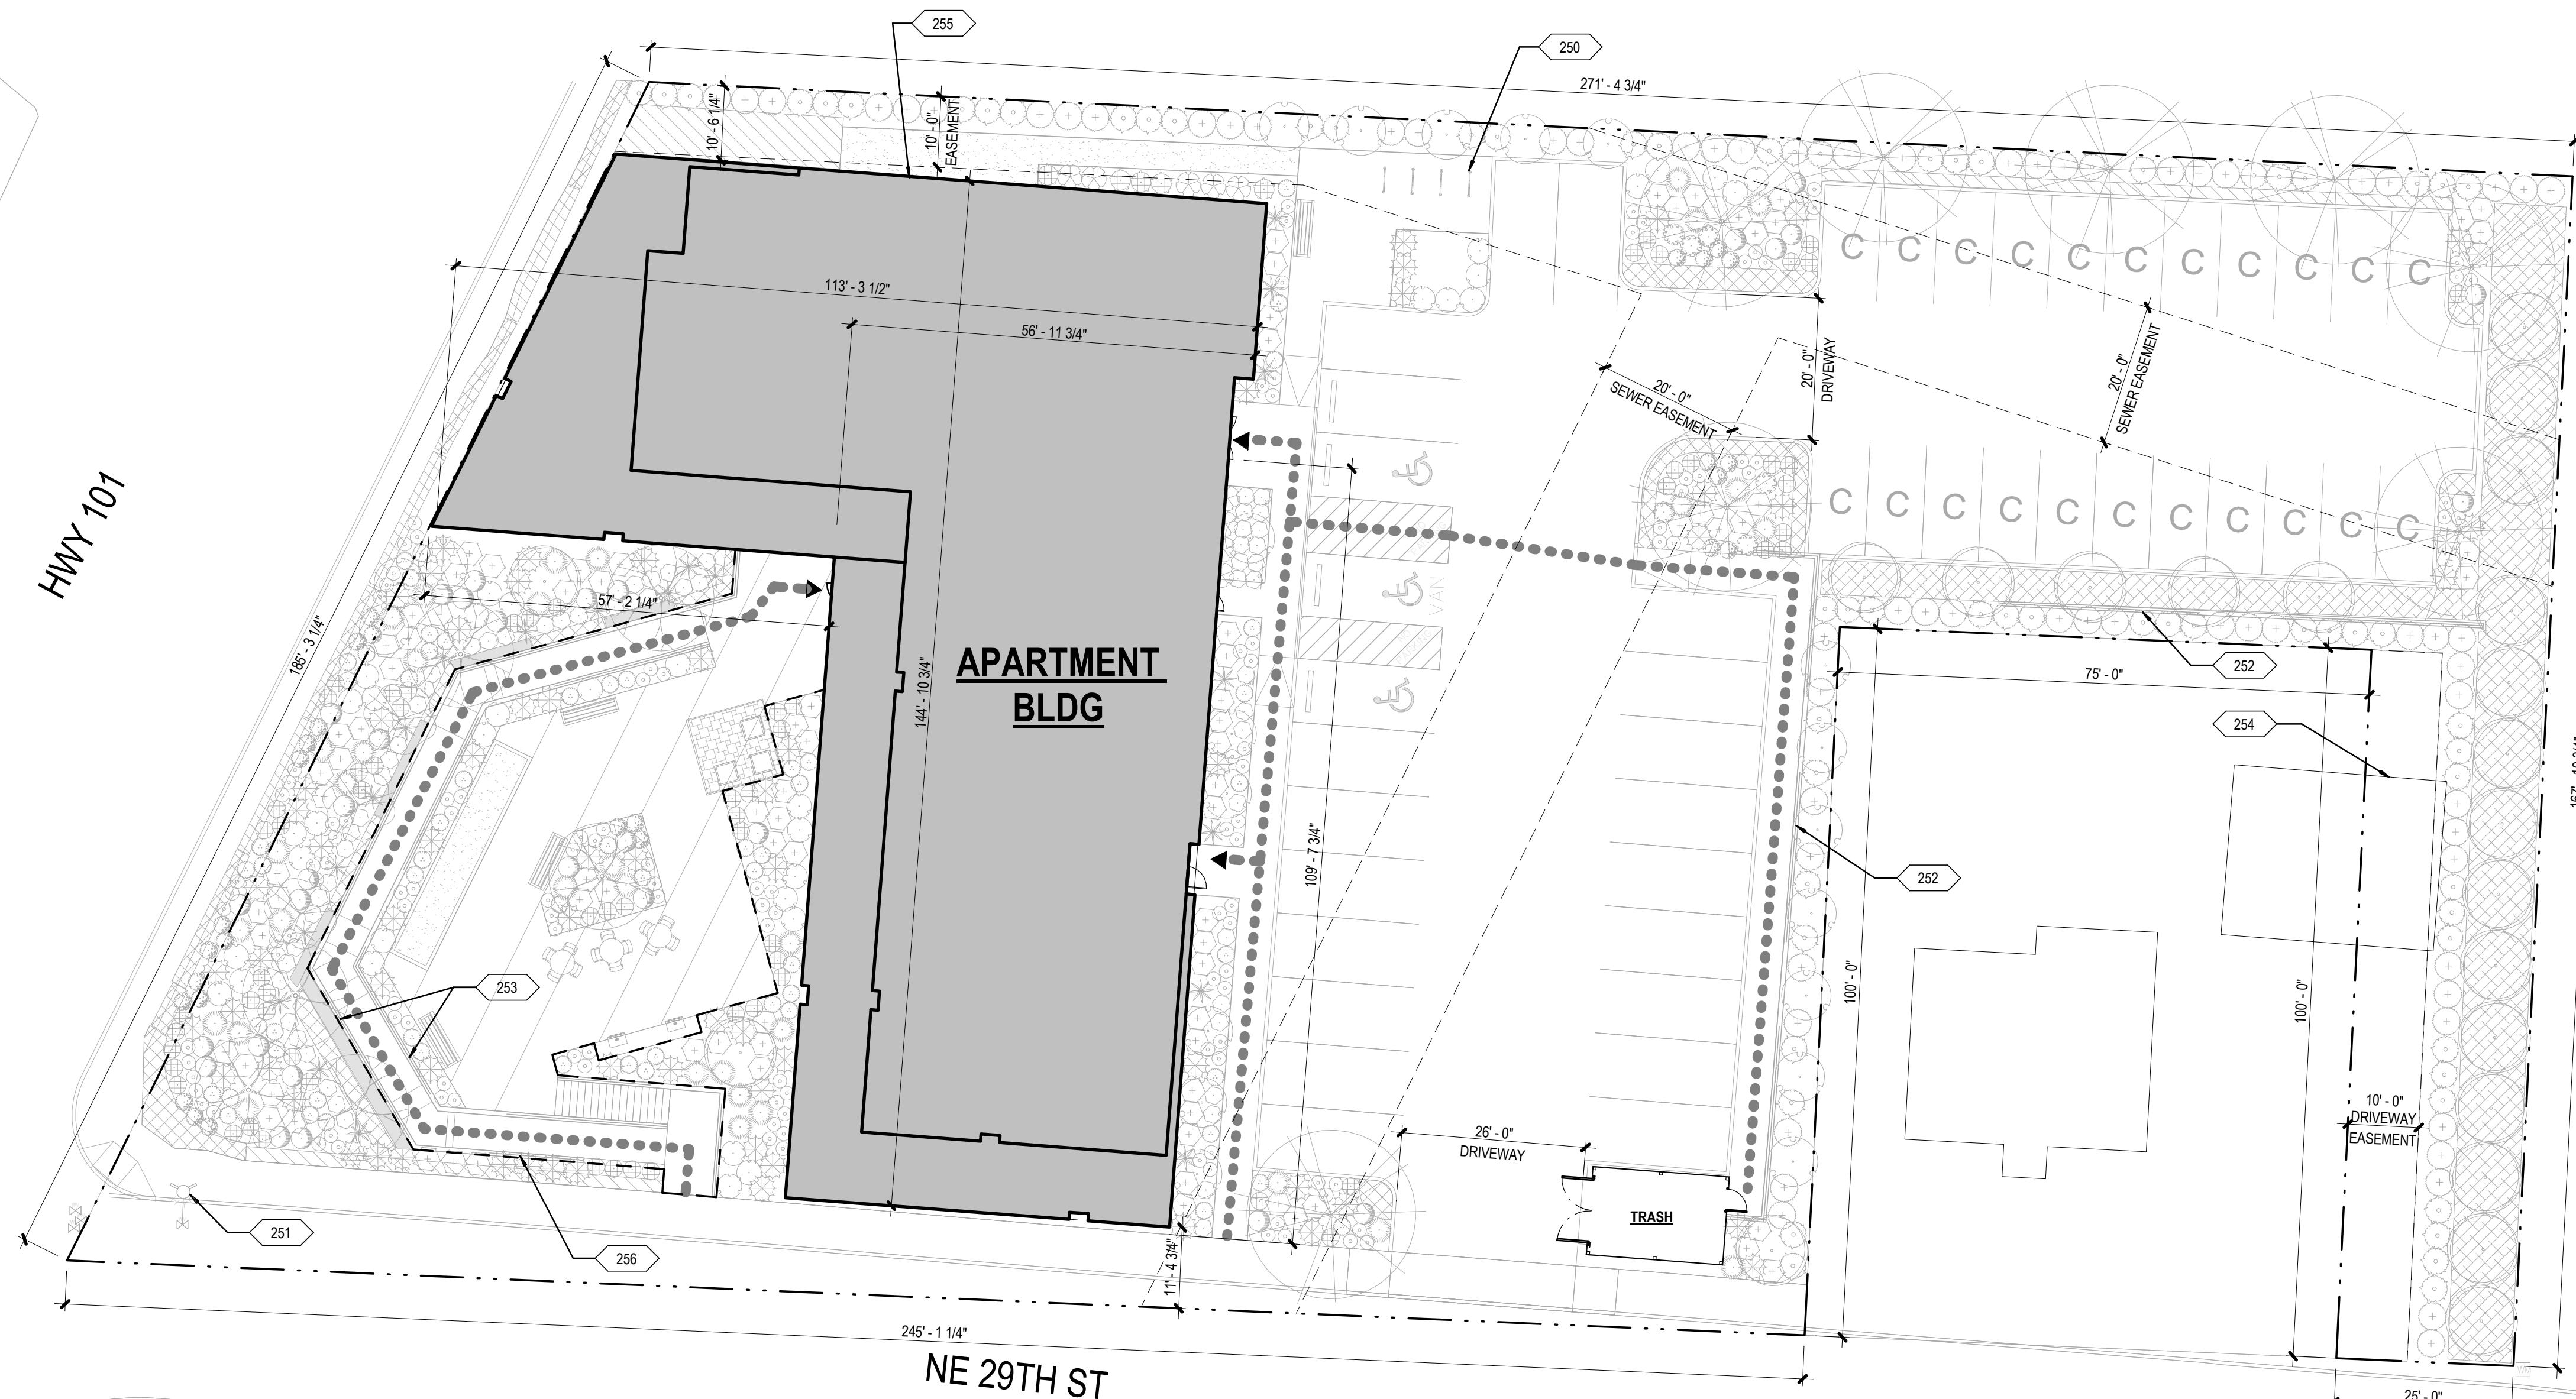 255
250
271' - 4 3/4"
10' - 6 1/4"
10' - 0"
EASEMENT
C C C C C C C C C C C
113' - 3 1/2"
56' - 11 3/4"
20' - 0"
DRIVEWAY
20' - 0"
SEWER EASEMENT
20' - 0"
SEWER EASEMENT
HWY 101
C C C C C C C C C C C
VAN
57' - 2 1/4"
185' - 3 1/4"
APARTMENT
BLDG
144' - 10 3/4"
252
75' - 0"
254
109' - 7 3/4"
252
253
100' - 0"
100' - 0"
10' - 0"
DRIVEWAY
EASEMENT
26' - 0"
DRIVEWAY
TRASH
251
256
11' - 4 3/4"
245' - 1 1/4"
NE 29TH ST
25' - 0"